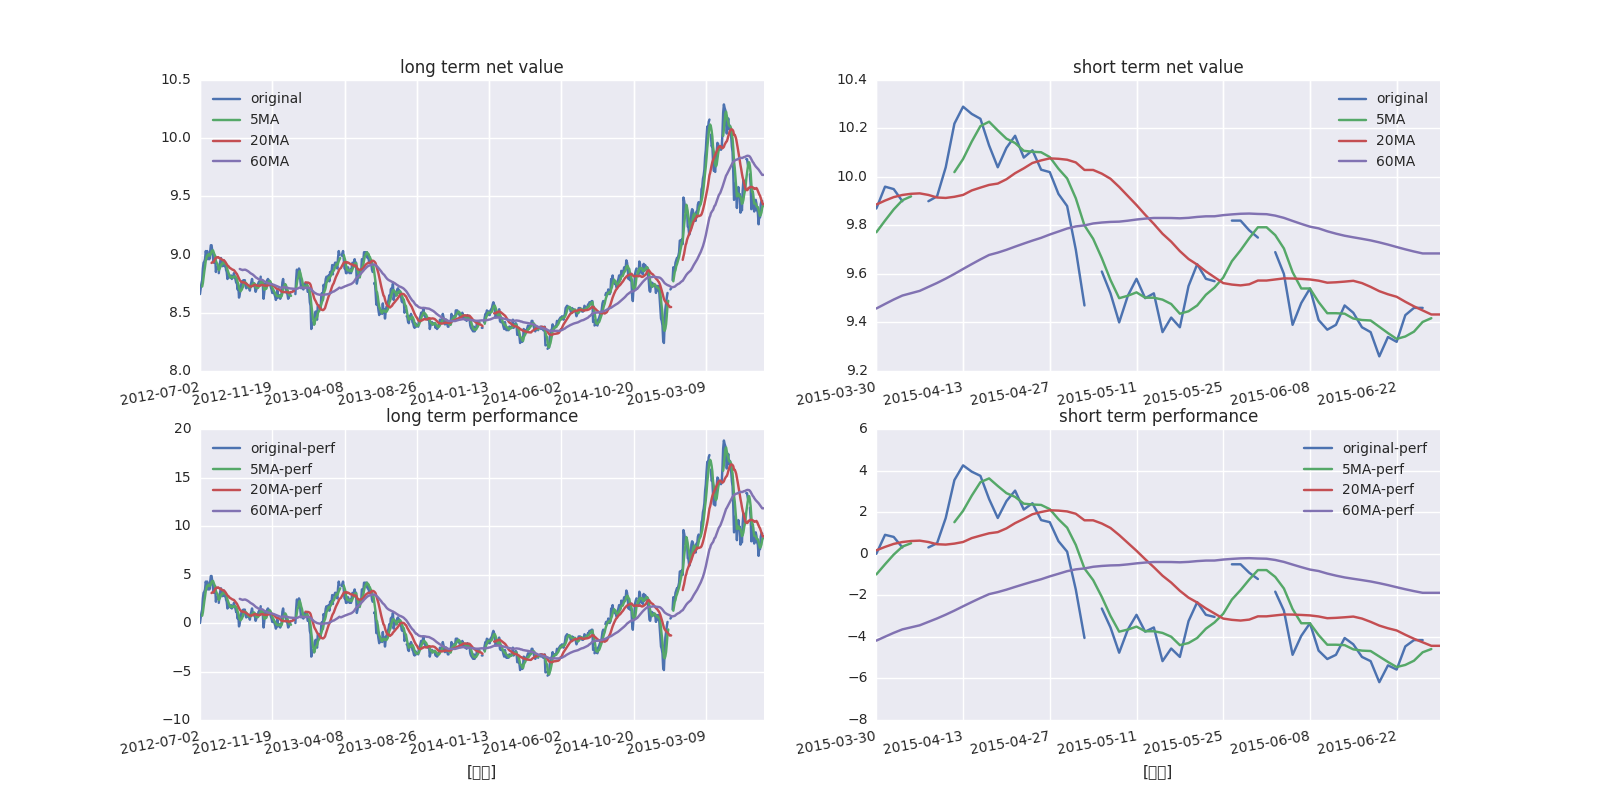 long term net value
10.5
10.0
9.5
9.0
8.5
8.0
original
5MA
20MA
60MA
2012-07-02 2012-11-19 2013-04-08 2013-08-26 2014-01-13 2014-06-02 2014-10-20 2015-03-09
short term net value
10.4
10.2
10.0
9.8
9.6
9.4
9.2
original
5MA
20MA
60MA
2015-03-30 2015-04-13 2015-04-27 2015-05-11 2015-05-25 2015-06-08 2015-06-22
long term performance
20
15
10
5
0
−5
−10
original-perf
5MA-perf
20MA-perf
60MA-perf
2012-07-02 2012-11-19 2013-04-08 2013-08-26 2014-01-13 2014-06-02 2014-10-20 2015-03-09
short term performance
6
4
2
0
−2
−4
−6
−8
original-perf
5MA-perf
20MA-perf
60MA-perf
2015-03-30 2015-04-13 2015-04-27 2015-05-11 2015-05-25 2015-06-08 2015-06-22